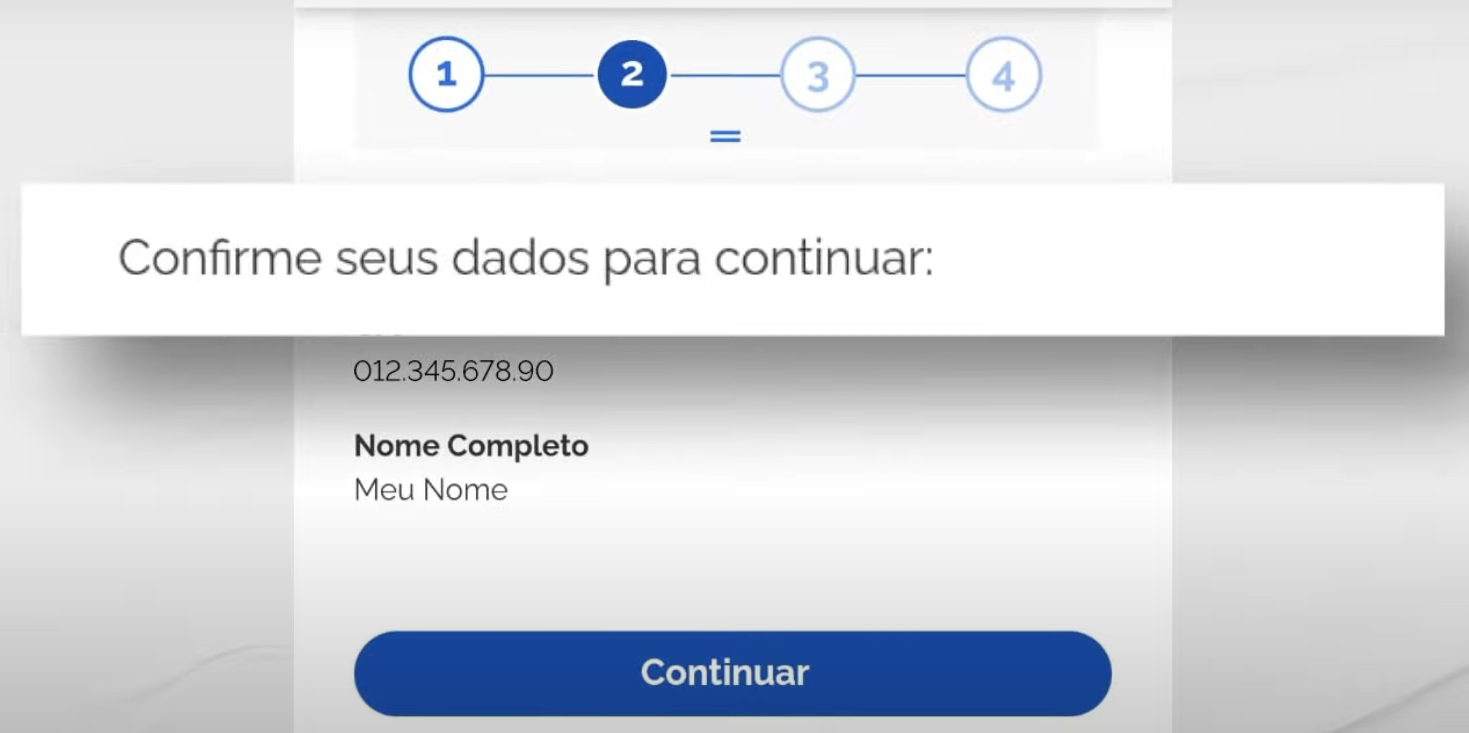 1 2 3 4
Confirme seus dados para continuar:
012.345.678.90
Nome Completo
Meu Nome
Continuar